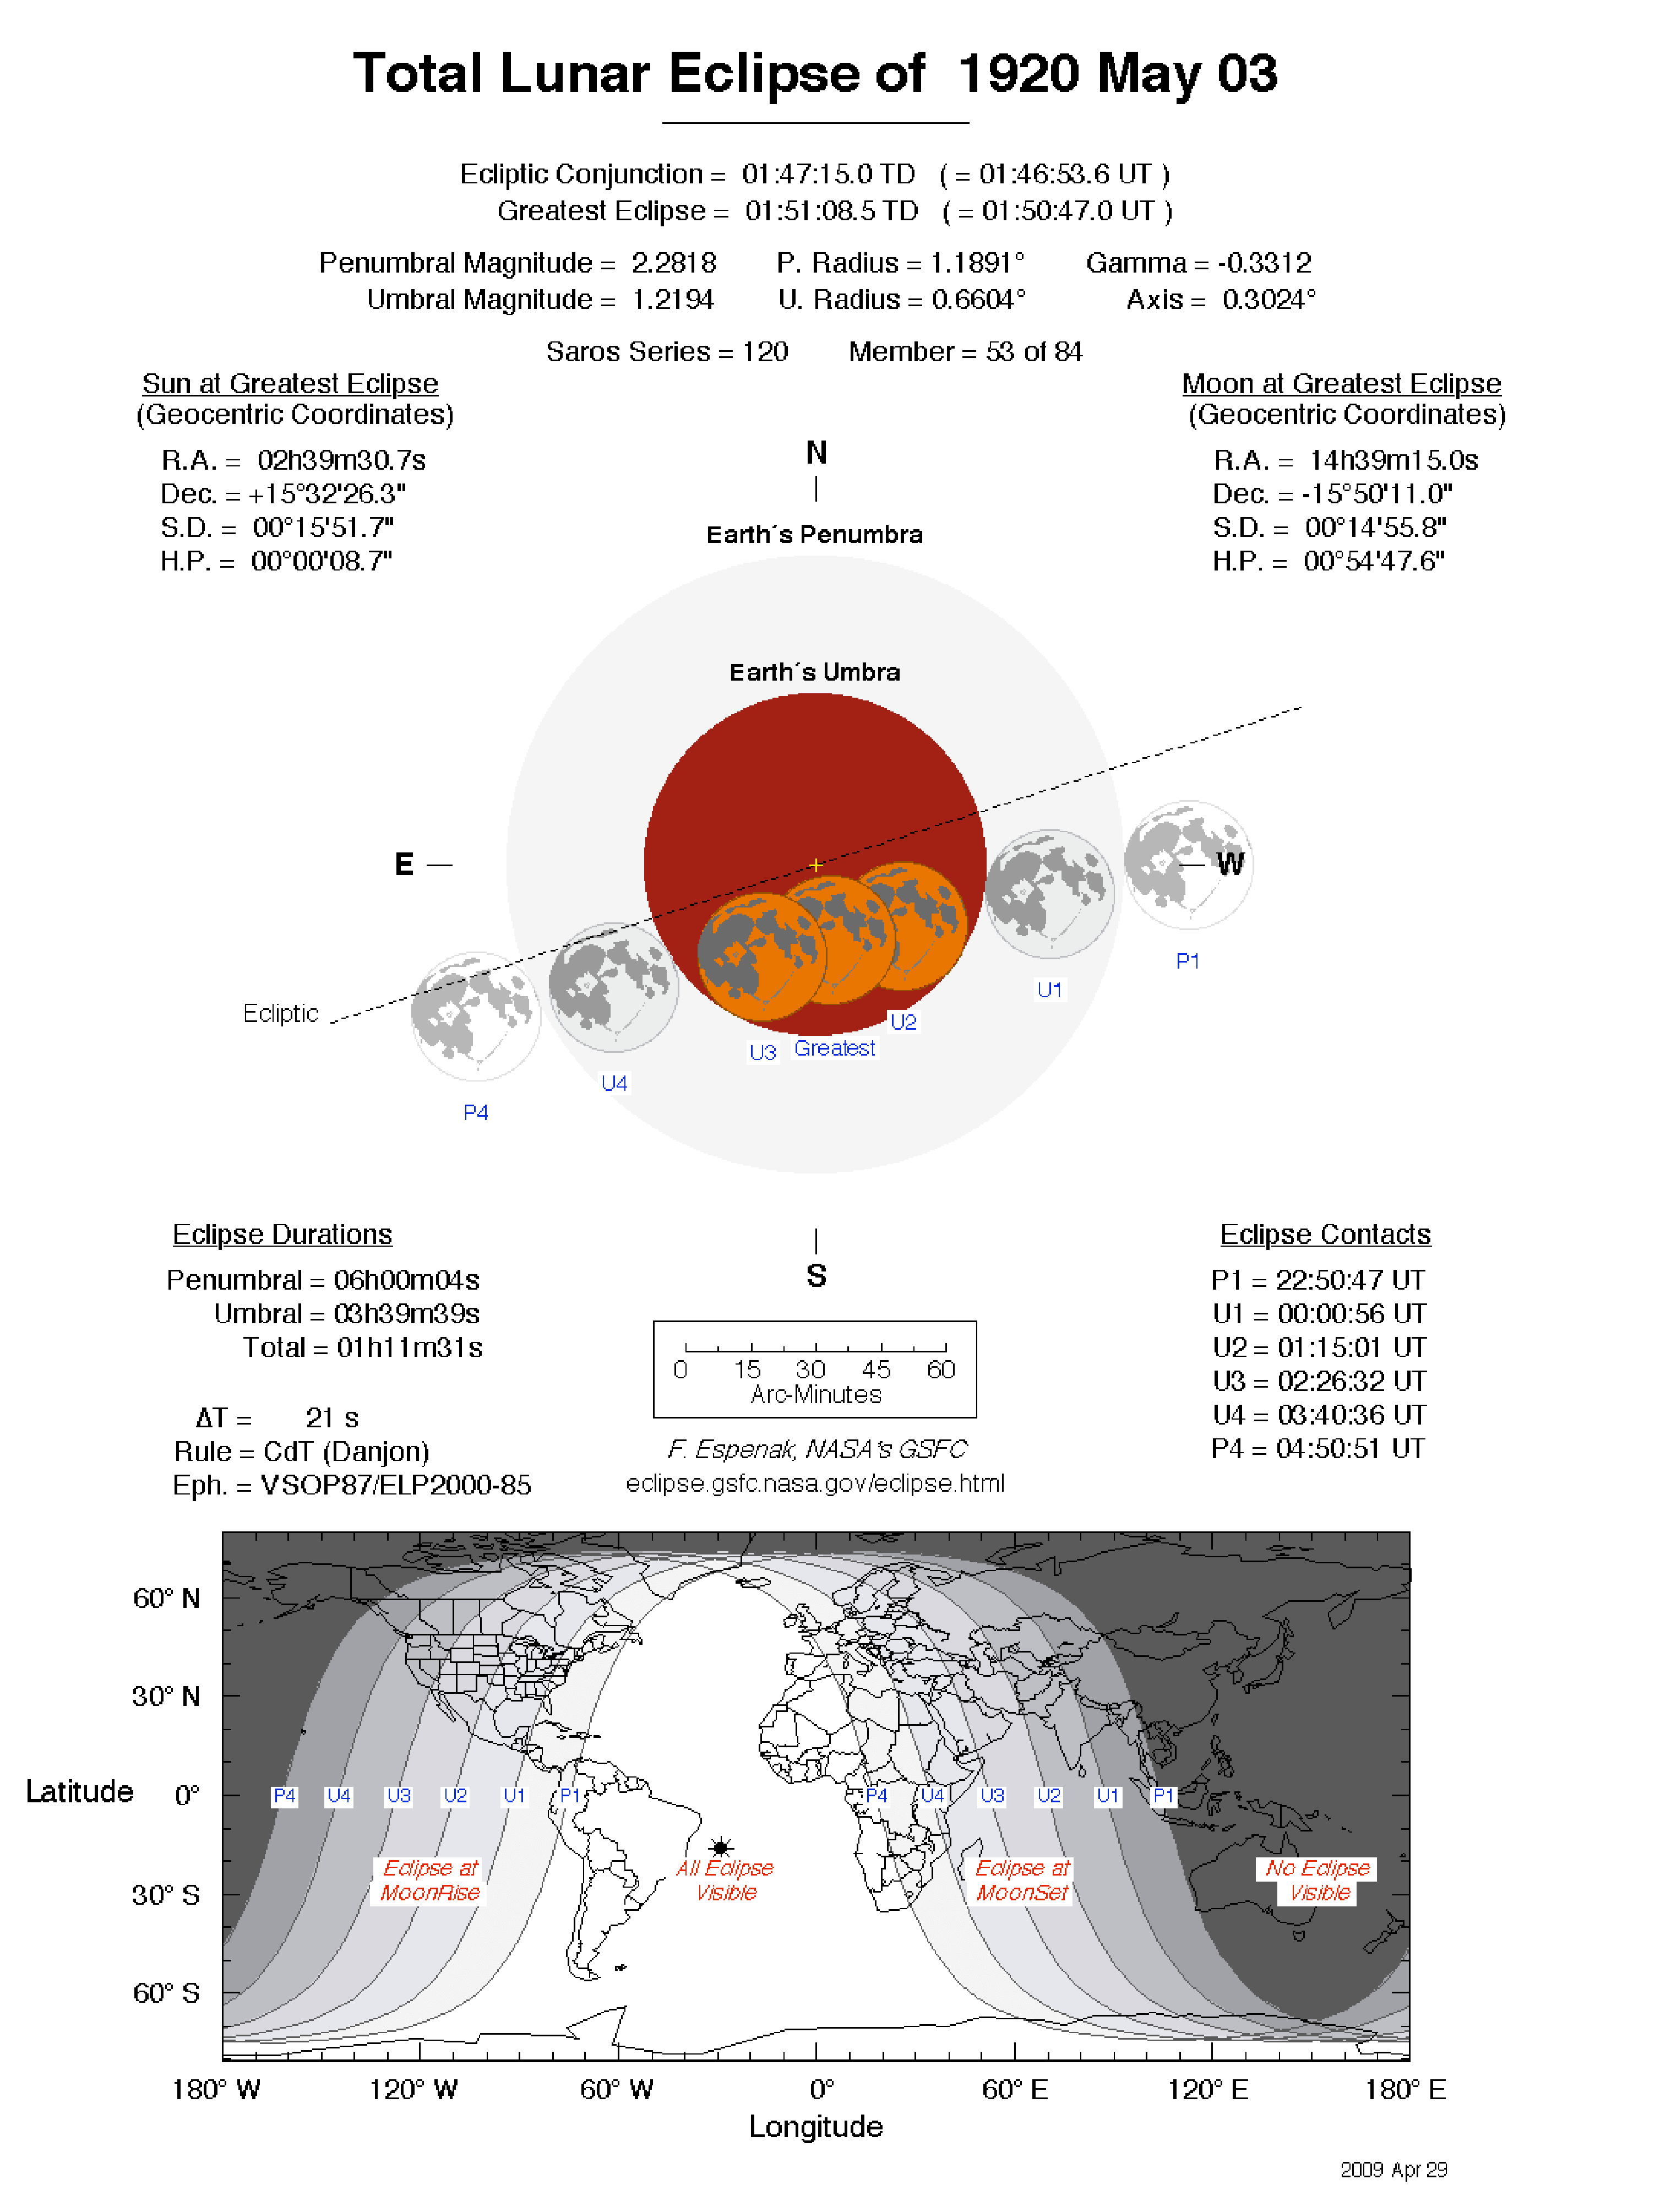 Total Lunar Eclipse of 1920 May 03
Ecliptic Conjunction = 01:47:15.0 TD ( = 01:46:53.6 UT )
Greatest Eclipse = 01:51:08.5 TD ( = 01:50:47.0 UT )
Penumbral Magnitude = 2.2818 P. Radius = 1.1891° Gamma = -0.3312
Umbral Magnitude = 1.2194 U. Radius = 0.6604° Axis = 0.3024°
Saros Series = 120 Member = 53 of 84
Sun at Greatest Eclipse
(Geocentric Coordinates)
R.A. = 02h39m30.7s
Dec. = +15°32'26.3"
S.D. = 00°15'51.7"
H.P. = 00°00'08.7"
Moon at Greatest Eclipse
(Geocentric Coordinates)
R.A. = 14h39m15.0s
Dec. = -15°50'11.0"
S.D. = 00°14'55.8"
H.P. = 00°54'47.6"
N
Earth´s Penumbra
Earth´s Umbra
E
W
P1
U1
Ecliptic
U2
U3 Greatest
U4
P4
S
Eclipse Durations
Penumbral = 06h00m04s
Umbral = 03h39m39s
Total = 01h11m31s
ΔT = 21 s
Rule = CdT (Danjon)
Eph. = VSOP87/ELP2000-85
0 15 30 45 60
Arc-Minutes
F. Espenak, NASA's GSFC
eclipse.gsfc.nasa.gov/eclipse.html
Eclipse Contacts
P1 = 22:50:47 UT
U1 = 00:00:56 UT
U2 = 01:15:01 UT
U3 = 02:26:32 UT
U4 = 03:40:36 UT
P4 = 04:50:51 UT
60° N
30° N
Latitude 0°
30° S
60° S
P4 U4 U3 U2 U1 P1 P4 U4 U3 U2 U1 P1
Eclipse at
MoonRise
All Eclipse
Visible
Eclipse at
MoonSet
No Eclipse
Visible
180° W 120° W 60° W 0° 60° E 120° E 180° E
Longitude
2009 Apr 29